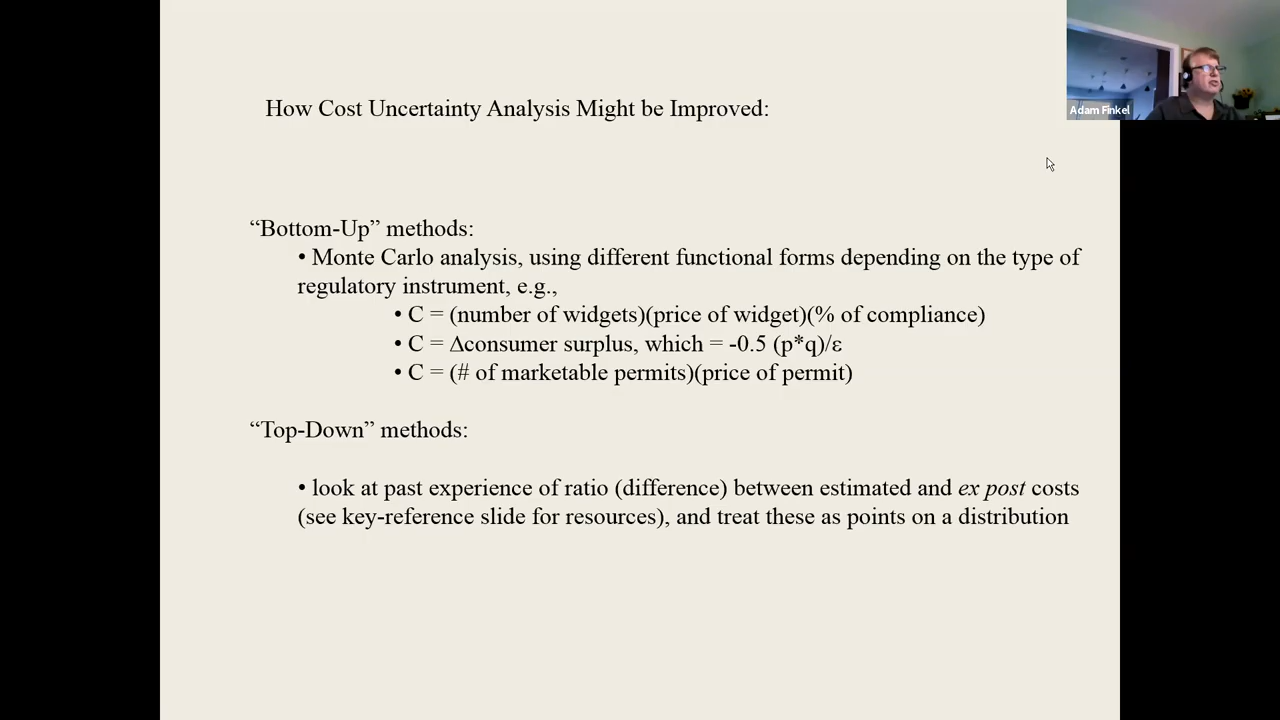 Adam Finkel
How Cost Uncertainty Analysis Might be Improved:
“Bottom-Up” methods:
• Monte Carlo analysis, using different functional forms depending on the type of
regulatory instrument, e.g.,
• C = (number of widgets)(price of widget)(% of compliance)
• C = Δconsumer surplus, which = -0.5 (p*q)/ε
• C = (# of marketable permits)(price of permit)
“Top-Down” methods:
• look at past experience of ratio (difference) between estimated and ex post costs
(see key-reference slide for resources), and treat these as points on a distribution